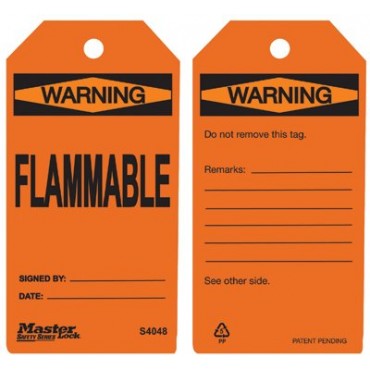 WARNING
FLAMMABLE
SIGNED BY:
DATE:
Master Lock
SAFETY SERIES
S4048
WARNING
Do not remove this tag.
Remarks:
See other side.
5
PP
PATENT PENDING